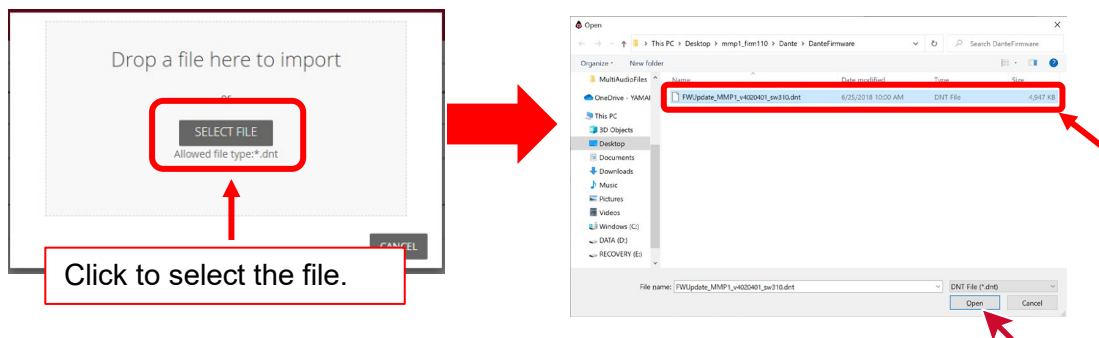 Drop a file here to import
or
SELECT FILE
Allowed file type:*.dnt
CANCEL
Click to select the file.
Open
This PC > Desktop > mmp1_firm110 > Dante > DanteFirmware
Search DanteFirmware
Organize
New folder
MultiAudioFiles
OneDrive - YAMAH
This PC
3D Objects
Desktop
Documents
Downloads
Music
Pictures
Videos
Windows (C:)
DATA (D:)
RECOVERY (E:)
Name
Date modified
Type
Size
FWUpdate_MMP1_v4020401_sw310.dnt
6/25/2018 10:00 AM
DNT File
4,947 KB
File name:
FWUpdate_MMP1_v4020401_sw310.dnt
DNT File (*.dnt)
Open
Cancel